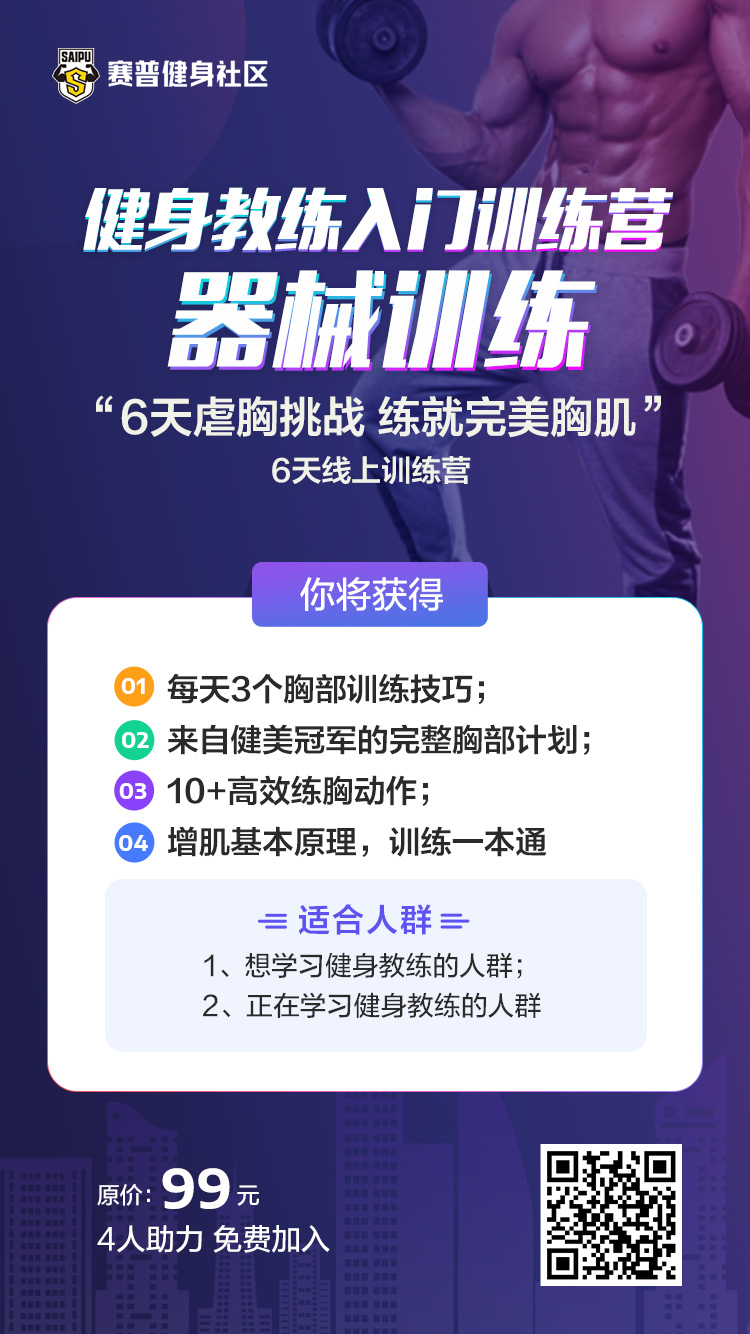 SAIPU
S
赛普健身社区
健身教练入门训练营
器械训练
“6天虐胸挑战 练就完美胸肌”
6天线上训练营
你将获得
01 每天3个胸部训练技巧；
02 来自健美冠军的完整胸部计划；
03 10+高效练胸动作；
04 增肌基本原理，训练一本通
适合人群
1、想学习健身教练的人群；
2、正在学习健身教练的人群
原价：99元
4人助力 免费加入